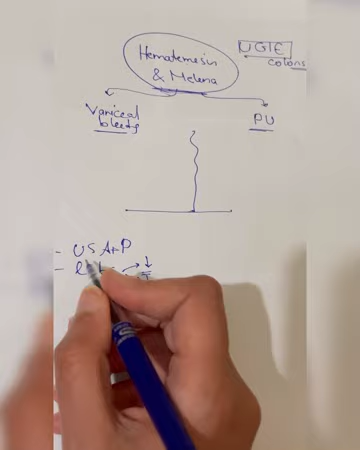 Hematemesis
& Melena
UGIE
colons
Variceal
bleeds
PU
- US A+P